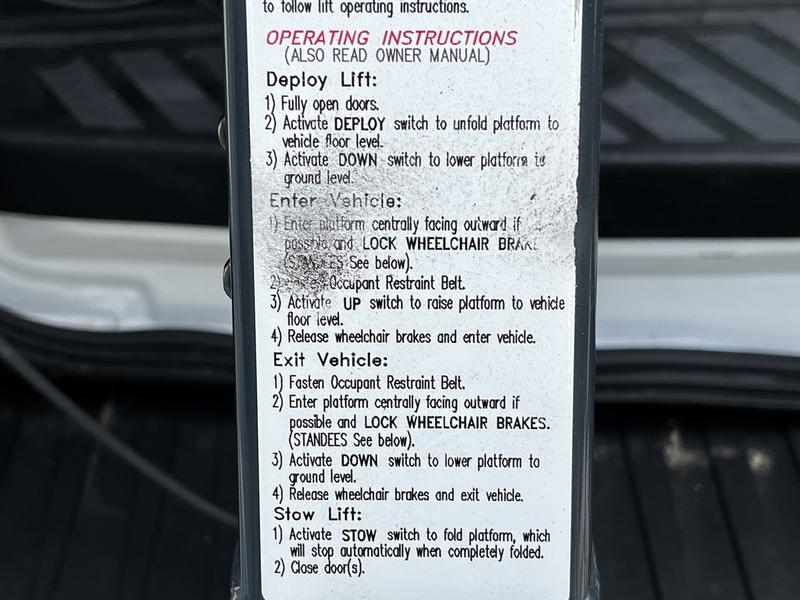 to follow lift operating instructions.
OPERATING INSTRUCTIONS
(ALSO READ OWNER MANUAL)
Deploy Lift:
1) Fully open doors.
2) Activate DEPLOY switch to unfold platform to
vehicle floor level.
3) Activate DOWN switch to lower platform to
ground level.
Enter Vehicle:
1) Enter platform centrally facing outward if
possible and LOCK WHEELCHAIR BRAKE
(STANDEES See below).
2) Occupant Restraint Belt.
3) Activate UP switch to raise platform to vehicle
floor level.
4) Release wheelchair brakes and enter vehicle.
Exit Vehicle:
1) Fasten Occupant Restraint Belt.
2) Enter platform centrally facing outward if
possible and LOCK WHEELCHAIR BRAKES.
(STANDEES See below).
3) Activate DOWN switch to lower platform to
ground level.
4) Release wheelchair brakes and exit vehicle.
Stow Lift:
1) Activate STOW switch to fold platform, which
will stop automatically when completely folded.
2) Close door(s).